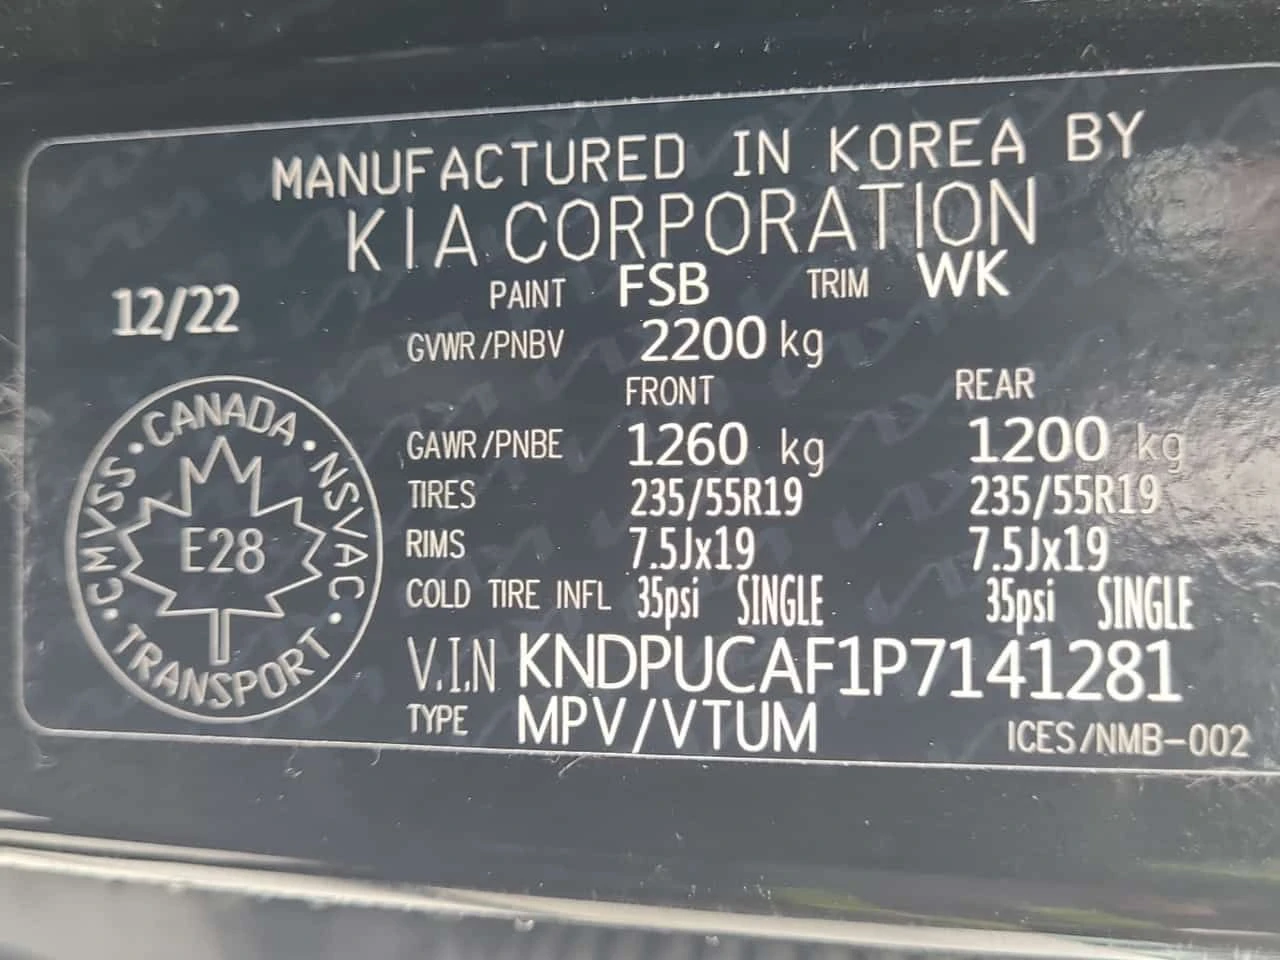 MANUFACTURED IN KOREA BY
KIA CORPORATION
12/22
PAINT FSB TRIM WK
GVWR/PNBV 2200 kg
FRONT REAR
GAWR/PNBE 1260 kg 1200 kg
TIRES 235/55R19 235/55R19
RIMS 7.5Jx19 7.5Jx19
COLD TIRE INFL 35psi SINGLE 35psi SINGLE
V.I.N KNDPUCAF1P7141281
TYPE MPV/VTUM ICES/NMB-002
·CANADA·
CMVSS· NSVAC·
E28
TRANSPORT